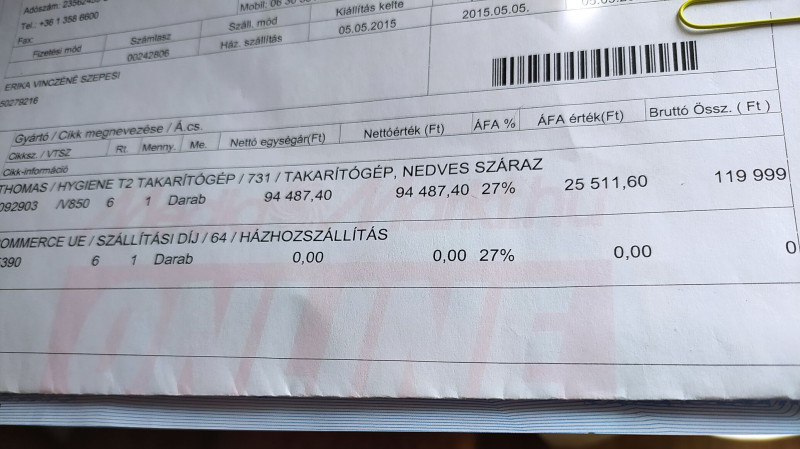 Adószám: 2386
Mobil: 06 30
Tel.: +36 1 358 6600
Fax:
Fizetési mód
Számlasz
Száll. mód
Kiállítás kelte
2015.05.05.
00242806
Ház. szállítás
05.05.2015
ERIKA VINCZÉNÉ SZEPESI
50279216
Gyártó / Cikk megnevezése / Á.cs.
Cikksz. / VTSZ Rt. Menny. Me. Nettó egységár(Ft) Nettóérték (Ft) ÁFA % ÁFA érték(Ft) Bruttó Össz. ( Ft )
Cikk-információ
THOMAS / HYGIENE T2 TAKARÍTÓGÉP / 731 / TAKARÍTÓGÉP, NEDVES SZÁRAZ
092903 /V850 6 1 Darab 94 487,40 94 487,40 27% 25 511,60 119 999
OMMERCE UE / SZÁLLÍTÁSI DÍJ / 64 / HÁZHOZSZÁLLÍTÁS
390 6 1 Darab 0,00 0,00 27% 0,00 0
ONLINE